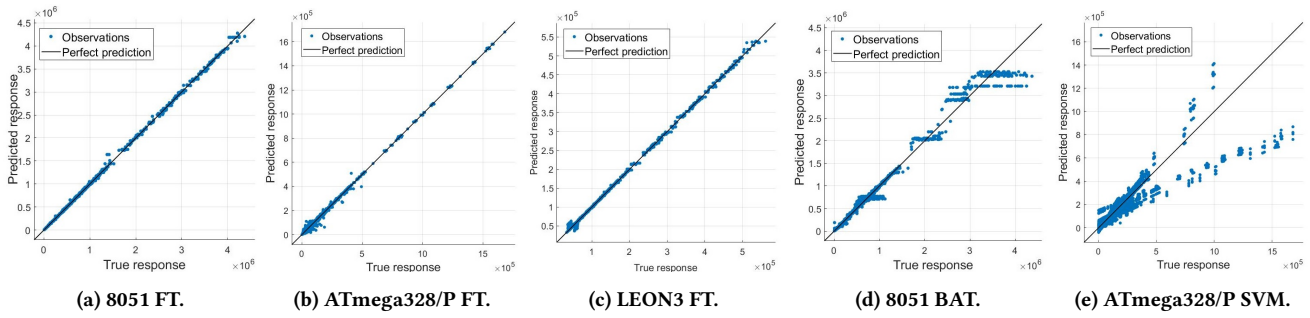 ×10⁶
4.5
4
3.5
3
2.5
2
1.5
1
0.5
0
Predicted response
Observations
Perfect prediction
0 1 2 3 4
True response
×10⁶
(a) 8051 FT.
×10⁵
16
14
12
10
8
6
4
2
0
Predicted response
Observations
Perfect prediction
0 5 10 15
True response
×10⁵
(b) ATmega328/P FT.
×10⁵
5.5
5
4.5
4
3.5
3
2.5
2
1.5
1
0.5
Predicted response
Observations
Perfect prediction
1 2 3 4 5
True response
×10⁵
(c) LEON3 FT.
×10⁶
4.5
4
3.5
3
2.5
2
1.5
1
0.5
0
Predicted response
Observations
Perfect prediction
0 1 2 3 4
True response
×10⁶
(d) 8051 BAT.
×10⁵
16
14
12
10
8
6
4
2
0
Predicted response
Observations
Perfect prediction
0 5 10 15
True response
×10⁵
(e) ATmega328/P SVM.